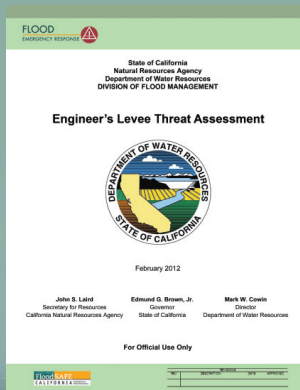 FLOOD
EMERGENCY RESPONSE
State of California
Natural Resources Agency
Department of Water Resources
DIVISION OF FLOOD MANAGEMENT
Engineer's Levee Threat Assessment
DEPARTMENT OF WATER RESOURCES
STATE OF CALIFORNIA
February 2012
John S. Laird Edmund G. Brown, Jr. Mark W. Cowin
Secretary for Resources Governor Director
California Natural Resources Agency State of California Department of Water Resources
For Official Use Only
FloodSAFE
CALIFORNIA
REVISIONS
REV DESCRIPTION DATE APPROVED